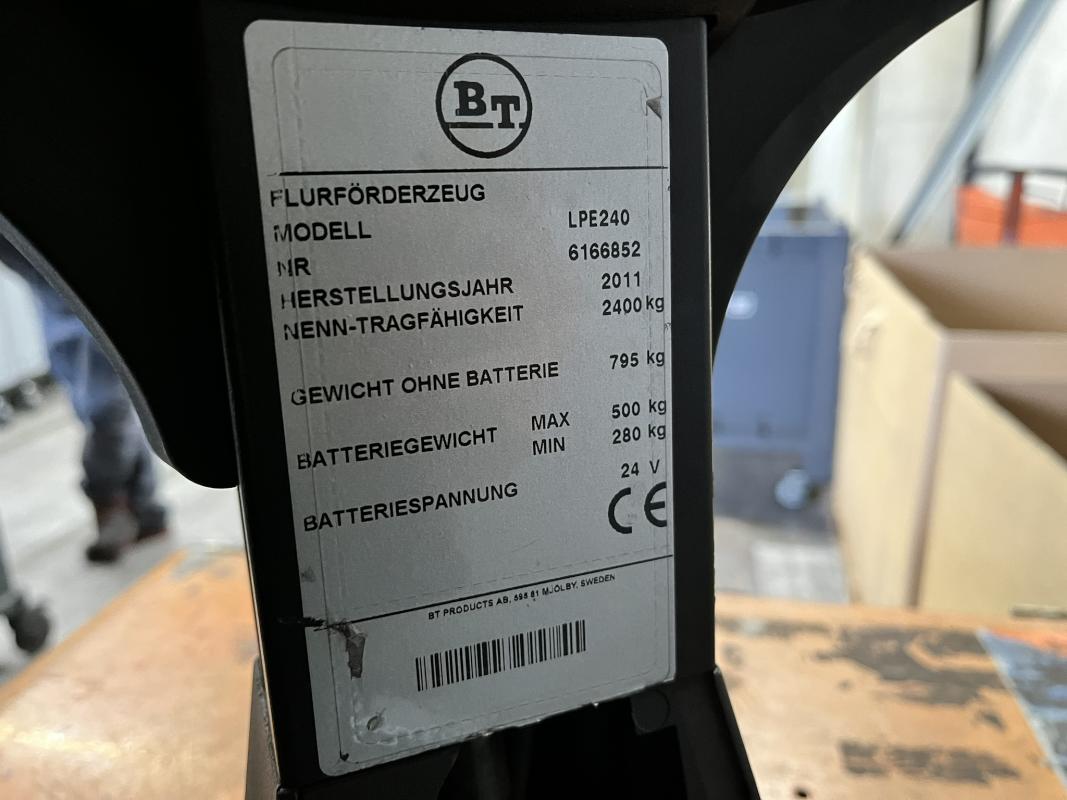 BT
FLURFÖRDERZEUG
MODELL LPE240
NR 6166852
HERSTELLUNGSJAHR 2011
NENN-TRAGFÄHIGKEIT 2400 kg
GEWICHT OHNE BATTERIE 795 kg
BATTERIEGEWICHT MAX 500 kg
MIN 280 kg
BATTERIESPANNUNG 24 V
CE
BT PRODUCTS AB, 595 81 MJÖLBY, SWEDEN